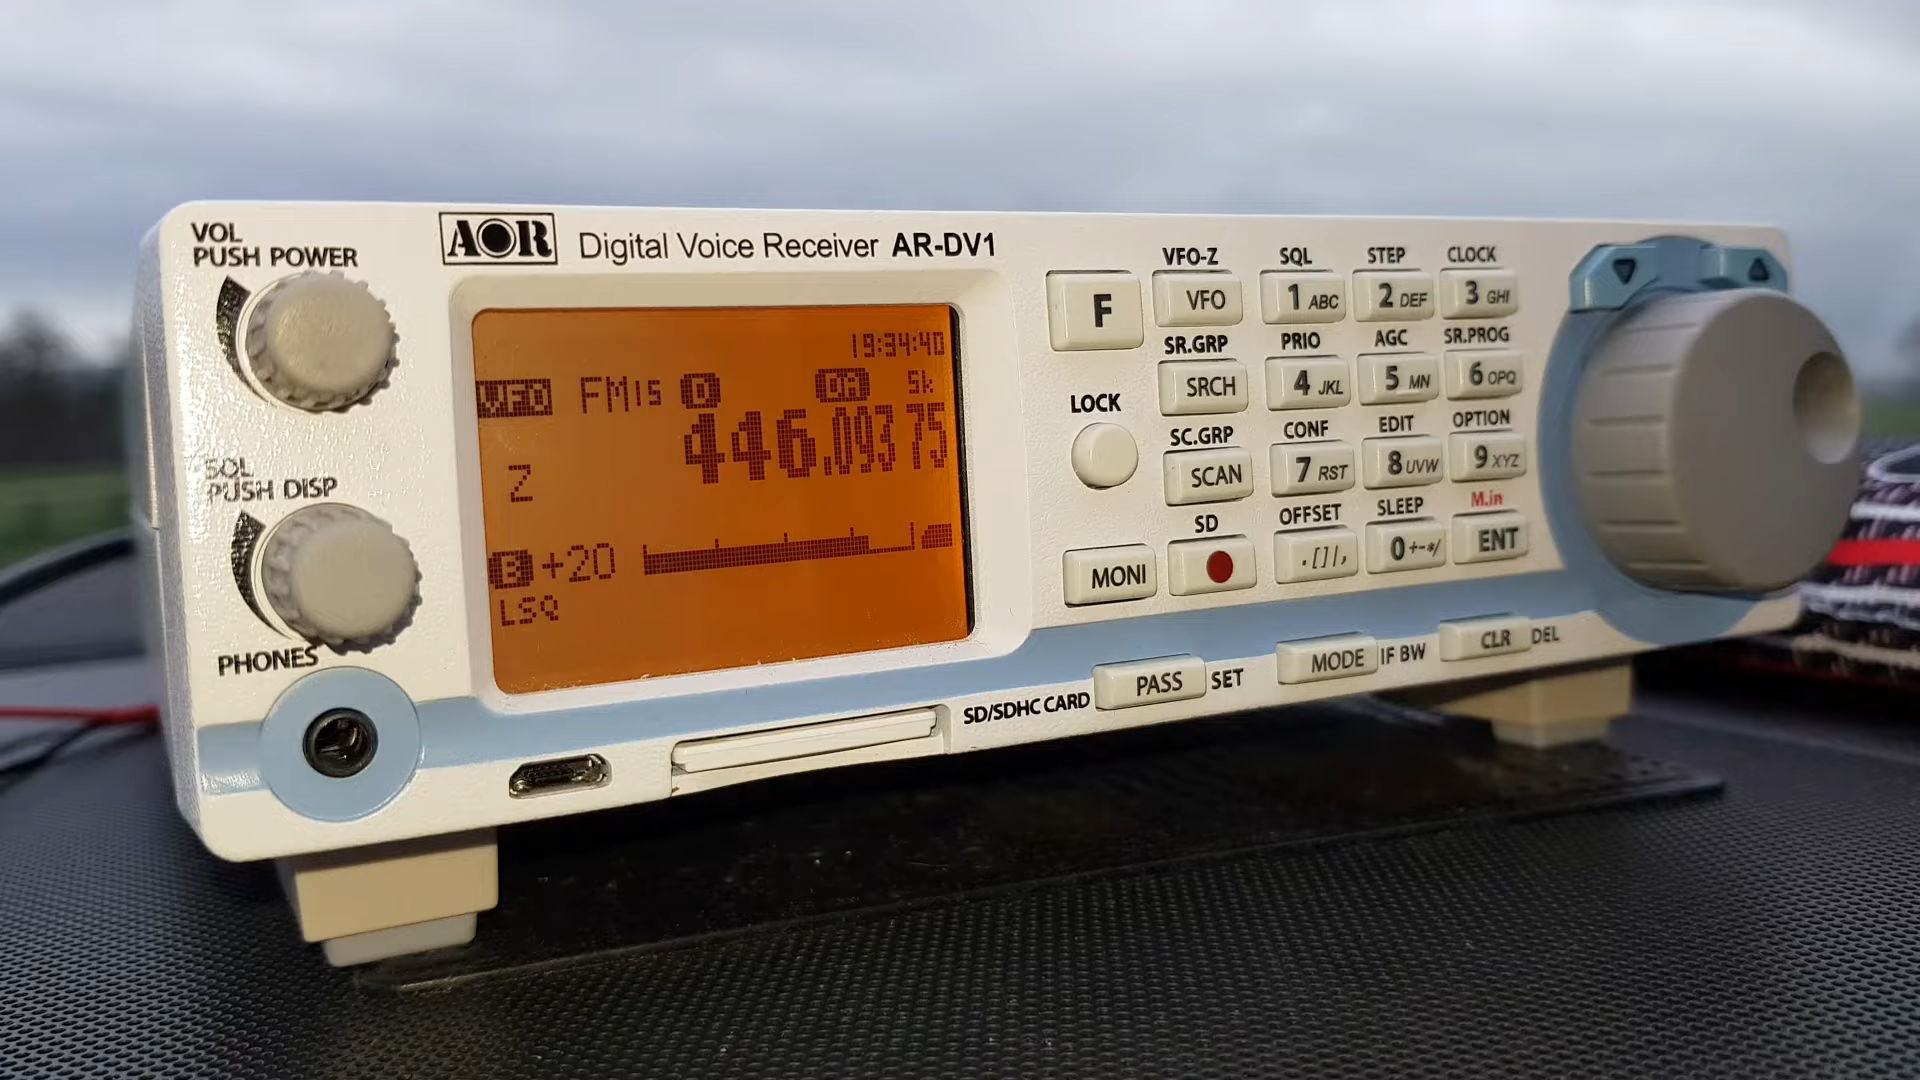 VOL
PUSH POWER
AOR Digital Voice Receiver AR-DV1
19:34:40
VFO FM15 D 5k
446.09375
Z
B +20
LSQ
SQL
PUSH DISP
PHONES
SD/SDHC CARD
F
LOCK
MONI
VFO-Z SQL STEP CLOCK
VFO 1 ABC 2 DEF 3 GHI
SR.GRP PRIO AGC SR.PROG
SRCH 4 JKL 5 MN 6 OPQ
SC.GRP CONF EDIT OPTION
SCAN 7 RST 8 UVW 9 XYZ
SD OFFSET SLEEP M.in
.[]|, 0 +-*/ ENT
PASS SET MODE IF BW CLR DEL